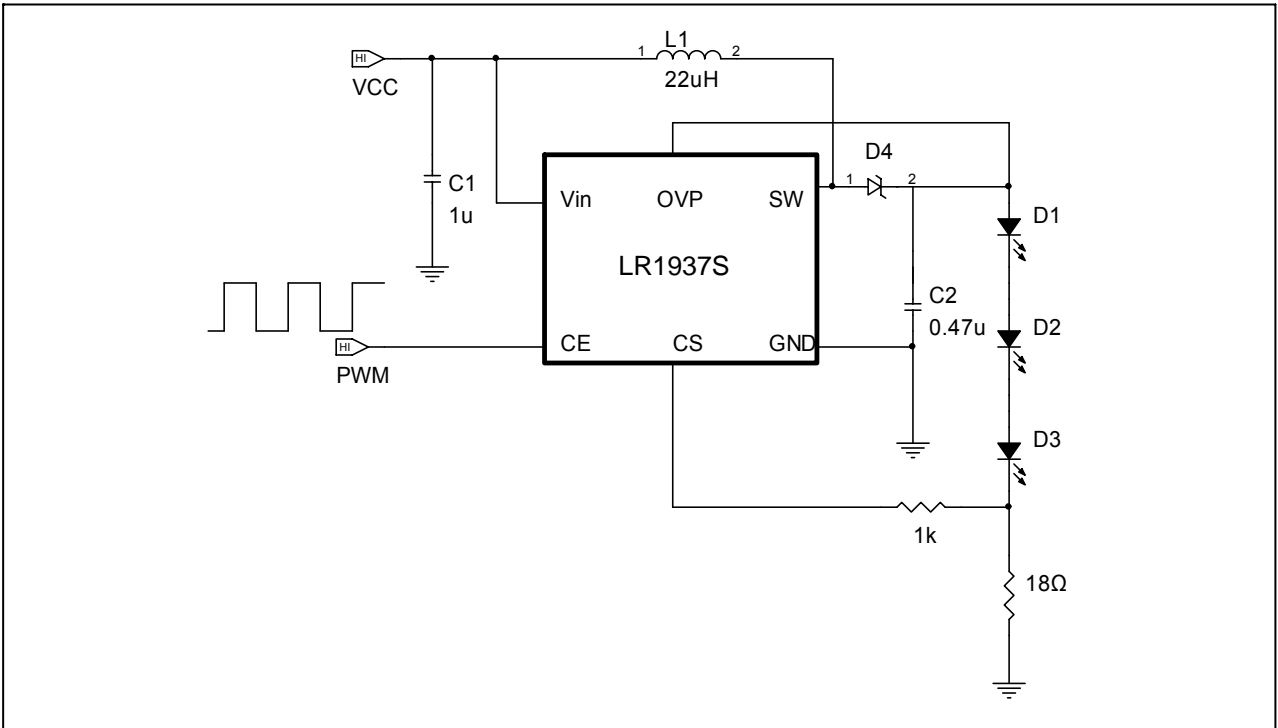 L1
1
2
22uH
HI
VCC
D4
1
2
C1
1u
Vin
OVP
SW
D1
LR1937S
C2
0.47u
D2
HI
PWM
CE
CS
GND
D3
1k
18Ω